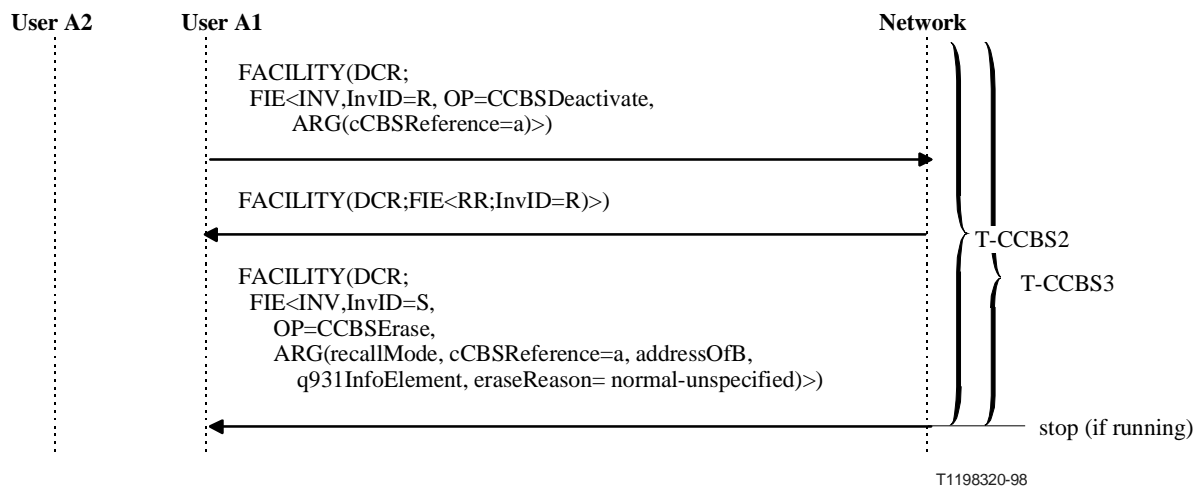 User A2 User A1 Network
FACILITY(DCR;
FIE<INV,InvID=R, OP=CCBSDeactivate,
ARG(cCBSReference=a)>)
FACILITY(DCR;FIE<RR;InvID=R)>)
T-CCBS2
FACILITY(DCR;
FIE<INV,InvID=S,
T-CCBS3
OP=CCBSErase,
ARG(recallMode, cCBSReference=a, addressOfB,
q931InfoElement, eraseReason= normal-unspecified)>)
stop (if running)
T1198320-98